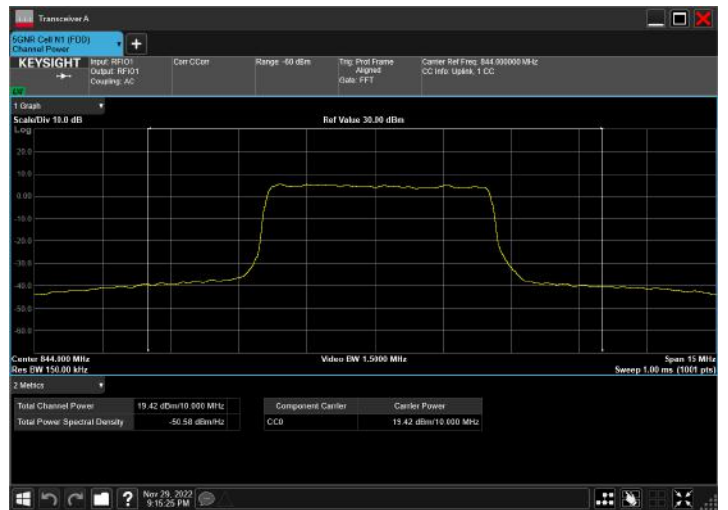 Transceiver A
5GNR Cell N1 (FDD)
Channel Power
KEYSIGHT
Input: RFIO1
Output: RFIO1
Coupling: AC
Corr CCorr
Range: -60 dBm
Trig: Prot Frame
Aligned
Gate: FFT
Carrier Ref Freq: 844.000000 MHz
CC Info: Uplink, 1 CC
1 Graph
Scale/Div 10.0 dB
Ref Value 30.00 dBm
Log
20.0
10.0
0.00
-10.0
-20.0
-30.0
-40.0
-50.0
-60.0
Center 844.000 MHz
Video BW 1.5000 MHz
Span 15 MHz
Res BW 150.00 kHz
Sweep 1.00 ms (1001 pts)
2 Metrics
Total Channel Power 19.42 dBm/10.000 MHz
Total Power Spectral Density -50.58 dBm/Hz
Component Carrier Carrier Power
CC0 19.42 dBm/10.000 MHz
?
Nov 29, 2022
9:15:25 PM